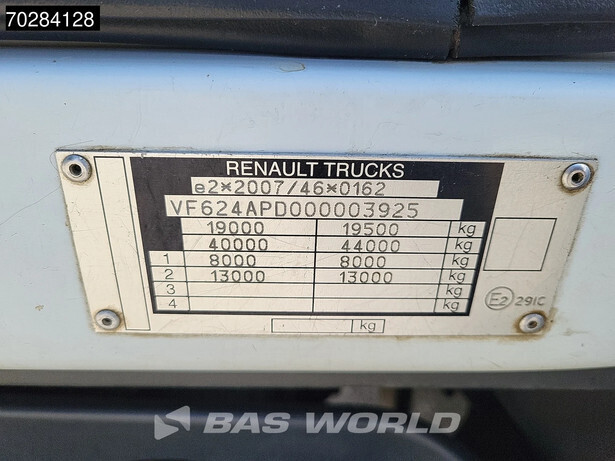 70284128
RENAULT TRUCKS
e2*2007/46*0162
VF624APD000003925
19000 19500 kg
40000 44000 kg
1 8000 8000 kg
2 13000 13000 kg
3 kg
4 kg
kg
E2 291C
BAS WORLD